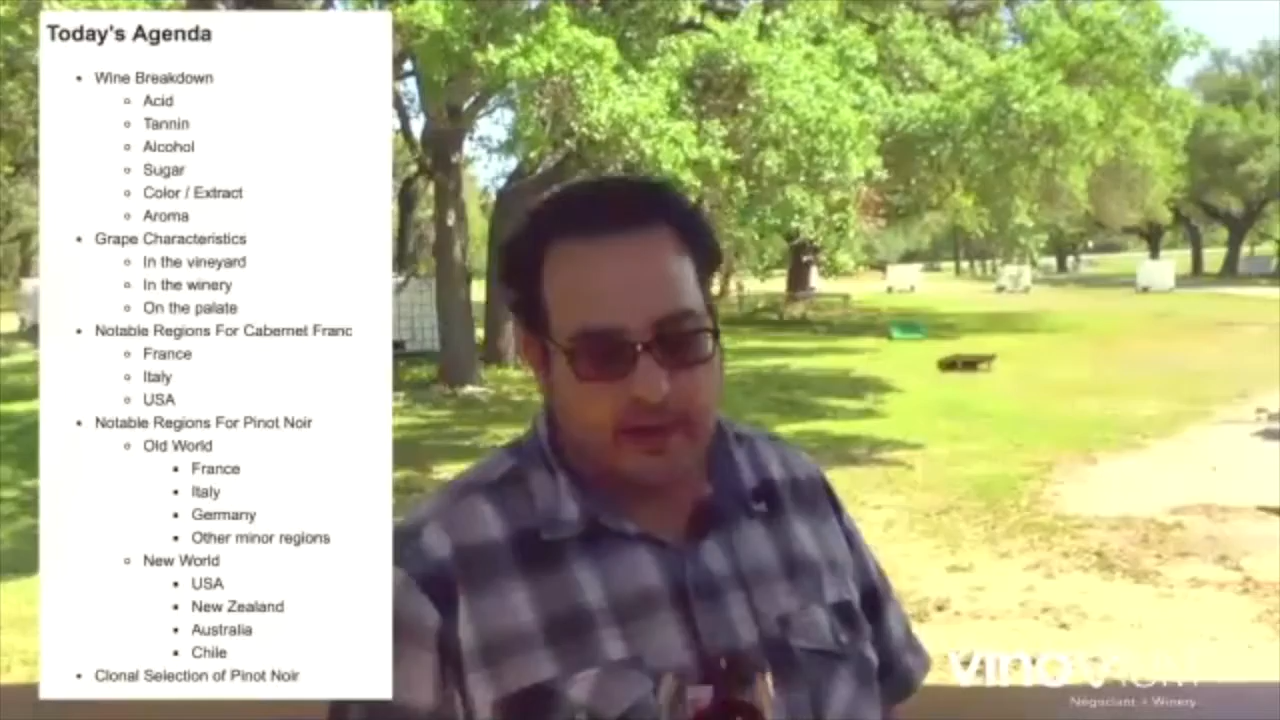 Today's Agenda
Wine Breakdown
Acid
Tannin
Alcohol
Sugar
Color / Extract
Aroma
Grape Characteristics
In the vineyard
In the winery
On the palate
Notable Regions For Cabernet Franc
France
Italy
USA
Notable Regions For Pinot Noir
Old World
France
Italy
Germany
Other minor regions
New World
USA
New Zealand
Australia
Chile
Clonal Selection of Pinot Noir
Négociant + Winery